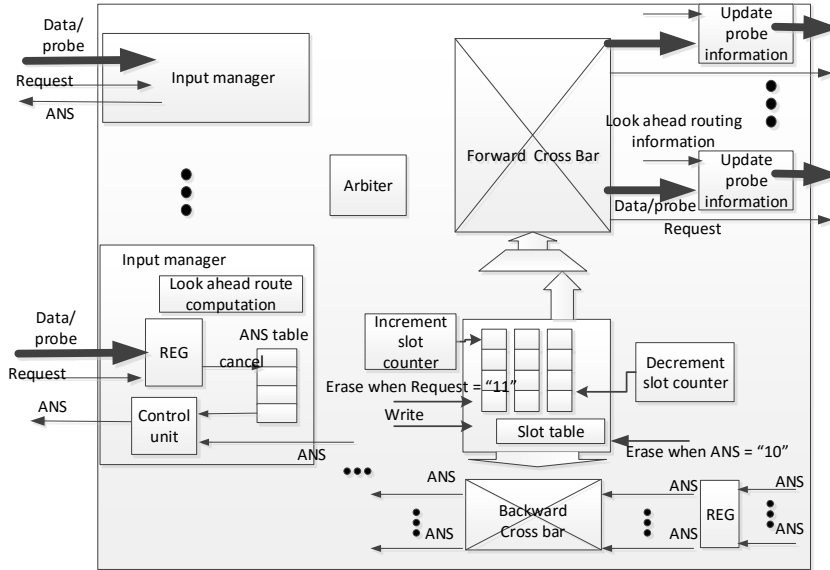 Data/
probe
Request
ANS
Input manager
Update
probe
information
Look ahead routing
information
Forward Cross Bar
Arbiter
Update
probe
information
Data/probe
Request
Input manager
Look ahead route
computation
Data/
probe
Request
REG
ANS table
cancel
ANS
Control
unit
ANS
Increment
slot
counter
Decrement
slot counter
Erase when Request = “11”
Write
Slot table
Erase when ANS = “10”
ANS
ANS
ANS
Backward
Cross bar
REG
ANS
ANS
ANS